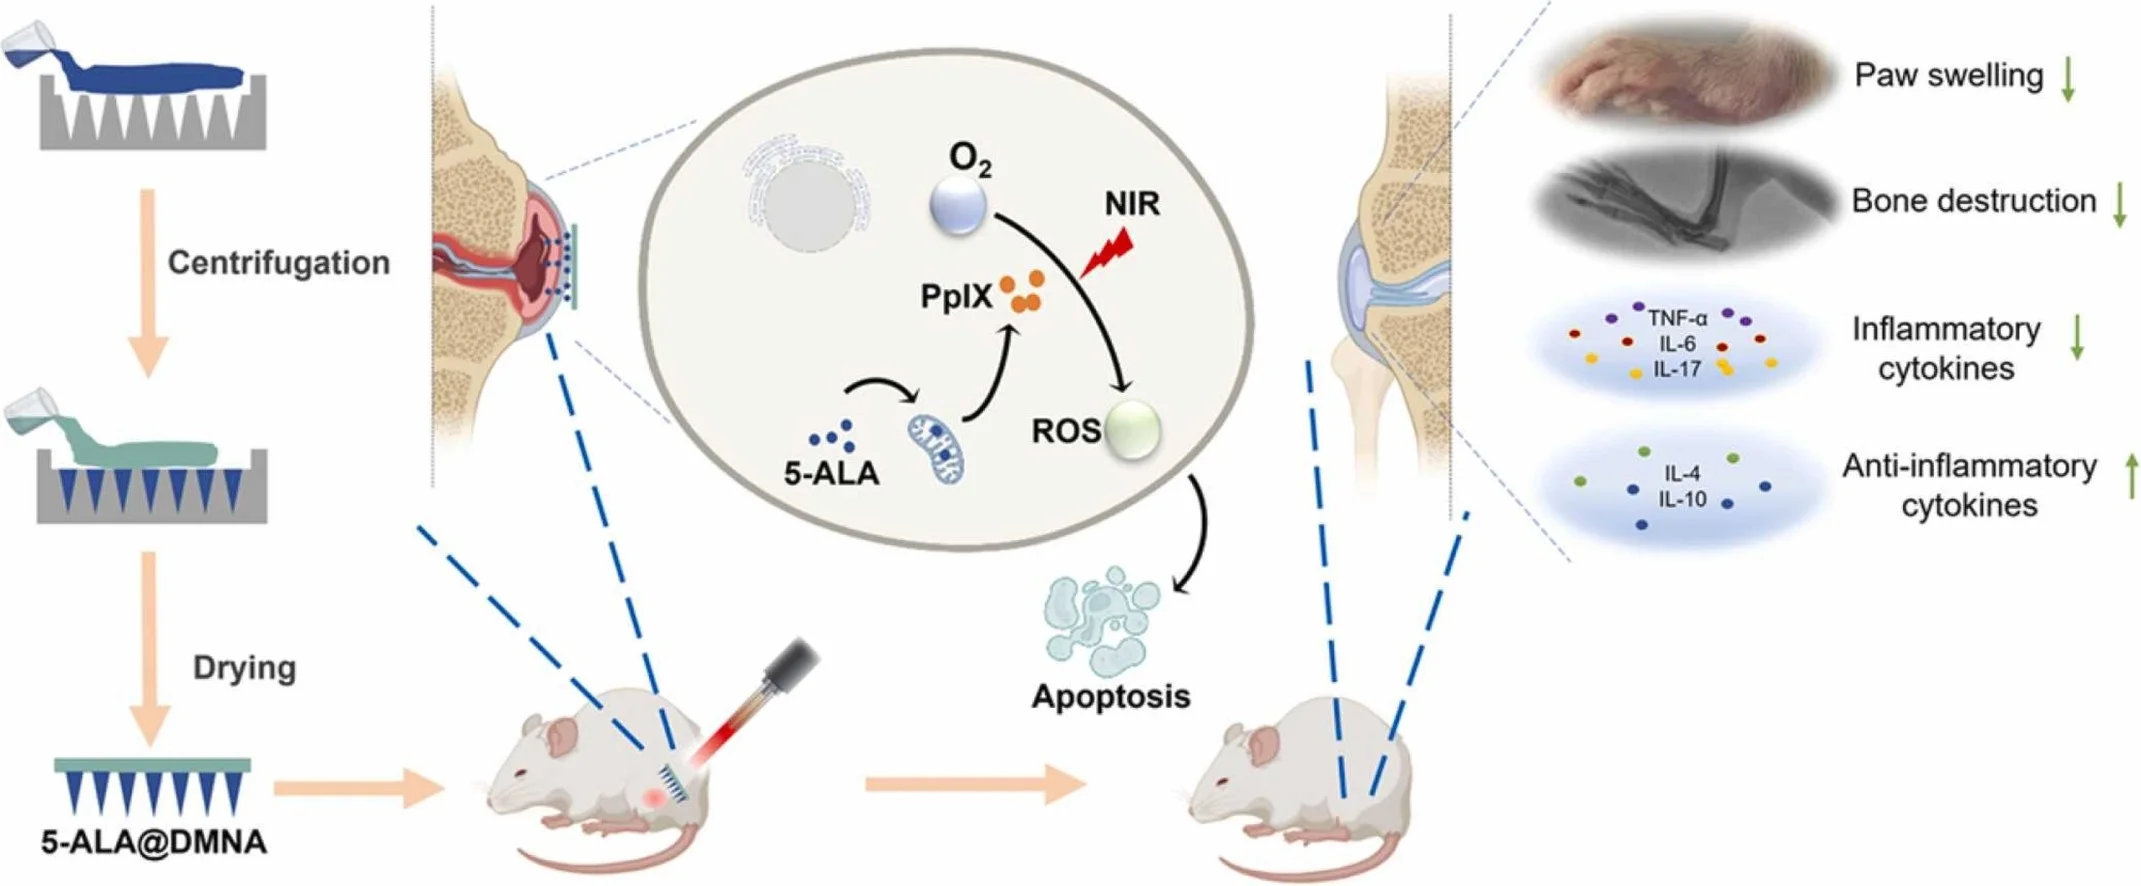 Centrifugation
Drying
5-ALA@DMNA
O₂
NIR
PpIX
ROS
5-ALA
Apoptosis
Paw swelling
Bone destruction
TNF-α
IL-6
IL-17
Inflammatory
cytokines
IL-4
IL-10
Anti-inflammatory
cytokines